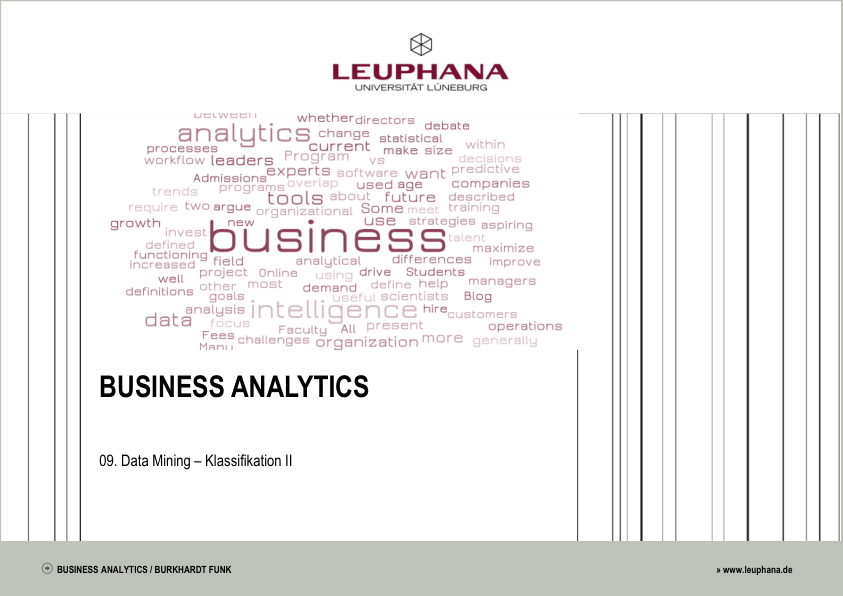 LEUPHANA
UNIVERSITÄT LÜNEBURG
between whether directors debate
analytics change statistical
processes current make size within
workflow leaders Program vs decisions
experts software want predictive
Admissions programs overlap used age companies
trends tools about future described
require two argue organizational Some meet training
growth new use strategies aspiring
invest business talent
defined maximize
functioning field analytical differences improve
increased project Online using drive Students
well other most demand define help managers
definitions goals useful scientists Blog
analysis intelligence hire customers
data focus Faculty All present operations
Fees challenges organization more generally
Many
BUSINESS ANALYTICS
09. Data Mining – Klassifikation II
BUSINESS ANALYTICS / BURKHARDT FUNK
» www.leuphana.de